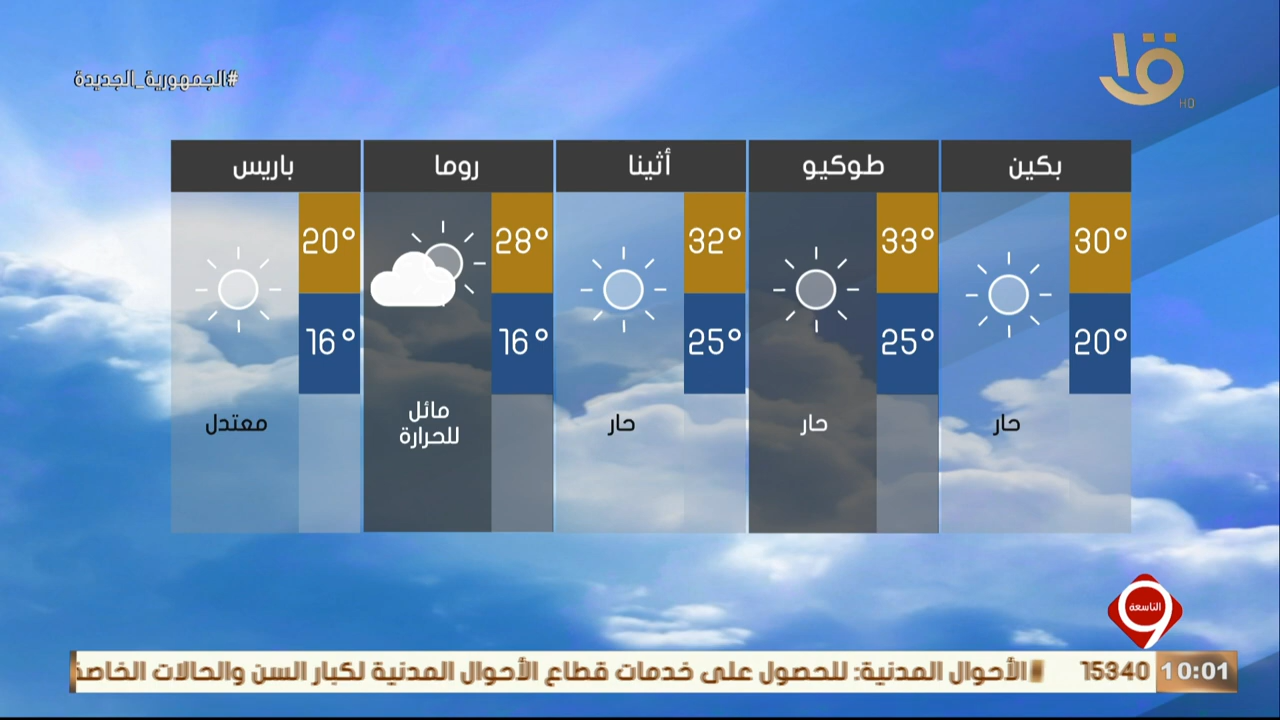 #الجمهورية_الجديدة
HD
بكين
30°
20°
حار
طوكيو
33°
25°
حار
أثينا
32°
25°
حار
روما
28°
16°
مائل
للحرارة
باريس
20°
16°
معتدل
التاسعة
9
10:01
15340
الأحوال المدنية: للحصول على خدمات قطاع الأحوال المدنية لكبار السن والحالات